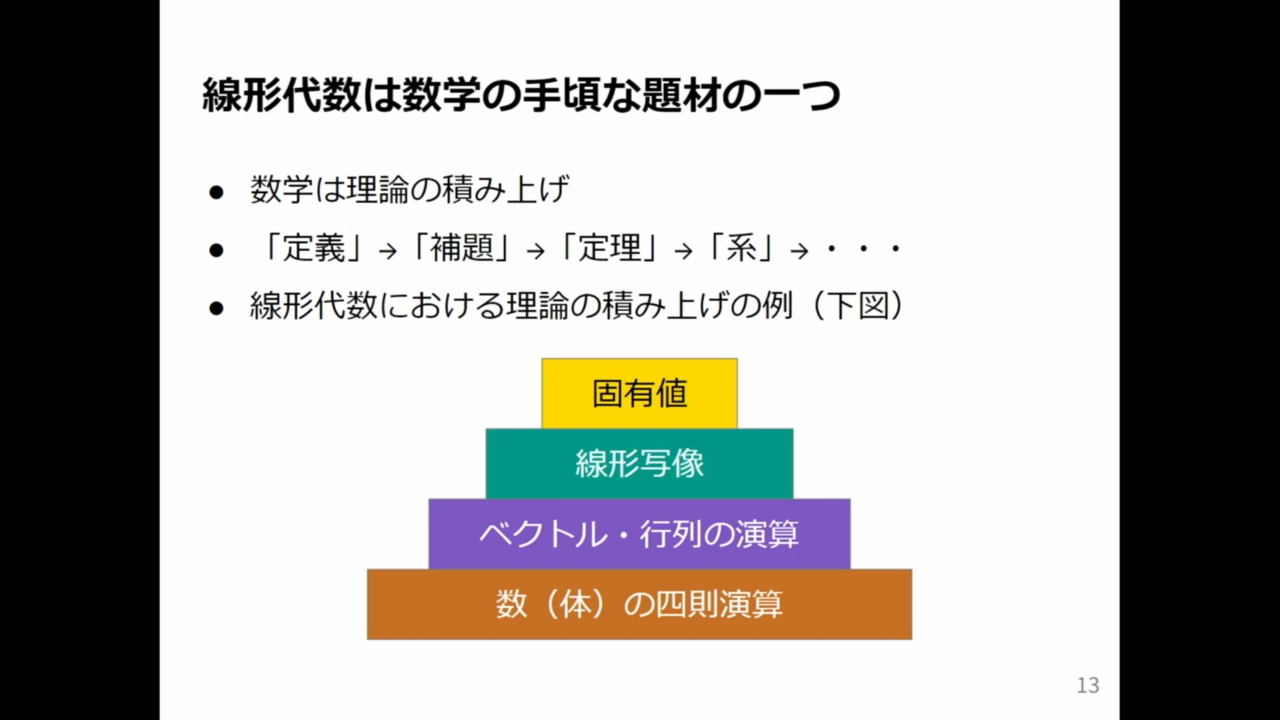 線形代数は数学の手頃な題材の一つ
● 数学は理論の積み上げ
● 「定義」→「補題」→「定理」→「系」→・・・
● 線形代数における理論の積み上げの例（下図）
固有値
線形写像
ベクトル・行列の演算
数（体）の四則演算
13